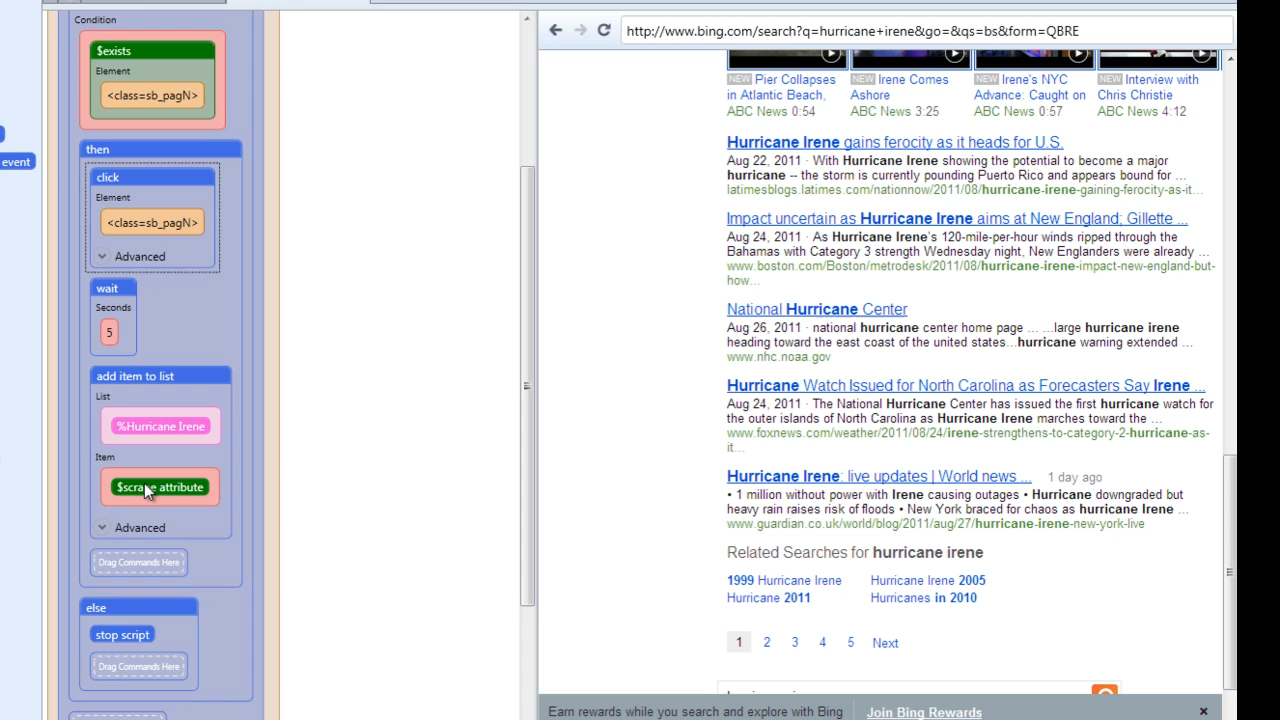 Condition
$exists
Element
<class=sb_pagN>
then
event
click
Element
<class=sb_pagN>
Advanced
wait
Seconds
5
add item to list
List
%Hurricane Irene
Item
$scrape attribute
Advanced
Drag Commands Here
else
stop script
Drag Commands Here
http://www.bing.com/search?q=hurricane+irene&go=&qs=bs&form=QBRE
NEW Pier Collapses in Atlantic Beach,
ABC News 0:54
NEW Irene Comes Ashore
ABC News 3:25
NEW Irene's NYC Advance: Caught on
ABC News 0:57
NEW Interview with Chris Christie
ABC News 4:12
Hurricane Irene gains ferocity as it heads for U.S.
Aug 22, 2011 · With Hurricane Irene showing the potential to become a major
hurricane -- the storm is currently pounding Puerto Rico and appears bound for ...
latimesblogs.latimes.com/nationnow/2011/08/hurricane-irene-gaining-ferocity-as-it...
Impact uncertain as Hurricane Irene aims at New England; Gillette ...
Aug 24, 2011 · As Hurricane Irene's 120-mile-per-hour winds ripped through the
Bahamas with Category 3 strength Wednesday night, New Englanders were already ...
www.boston.com/Boston/metrodesk/2011/08/hurricane-irene-impact-new-england-but-
how...
National Hurricane Center
Aug 26, 2011 · national hurricane center home page ... ...large hurricane irene
heading toward the east coast of the united states...hurricane warning extended ...
www.nhc.noaa.gov
Hurricane Watch Issued for North Carolina as Forecasters Say Irene ...
Aug 24, 2011 · The National Hurricane Center has issued the first hurricane watch for
the outer islands of North Carolina as Hurricane Irene marches toward the ...
www.foxnews.com/weather/2011/08/24/irene-strengthens-to-category-2-hurricane-as-
it...
Hurricane Irene: live updates | World news ... 1 day ago
• 1 million without power with Irene causing outages • Hurricane downgraded but
heavy rain raises risk of floods • New York braced for chaos as hurricane Irene ...
www.guardian.co.uk/world/blog/2011/aug/27/hurricane-irene-new-york-live
Related Searches for hurricane irene
1999 Hurricane Irene Hurricane Irene 2005
Hurricane 2011 Hurricanes in 2010
1 2 3 4 5 Next
Earn rewards while you search and explore with Bing Join Bing Rewards ×